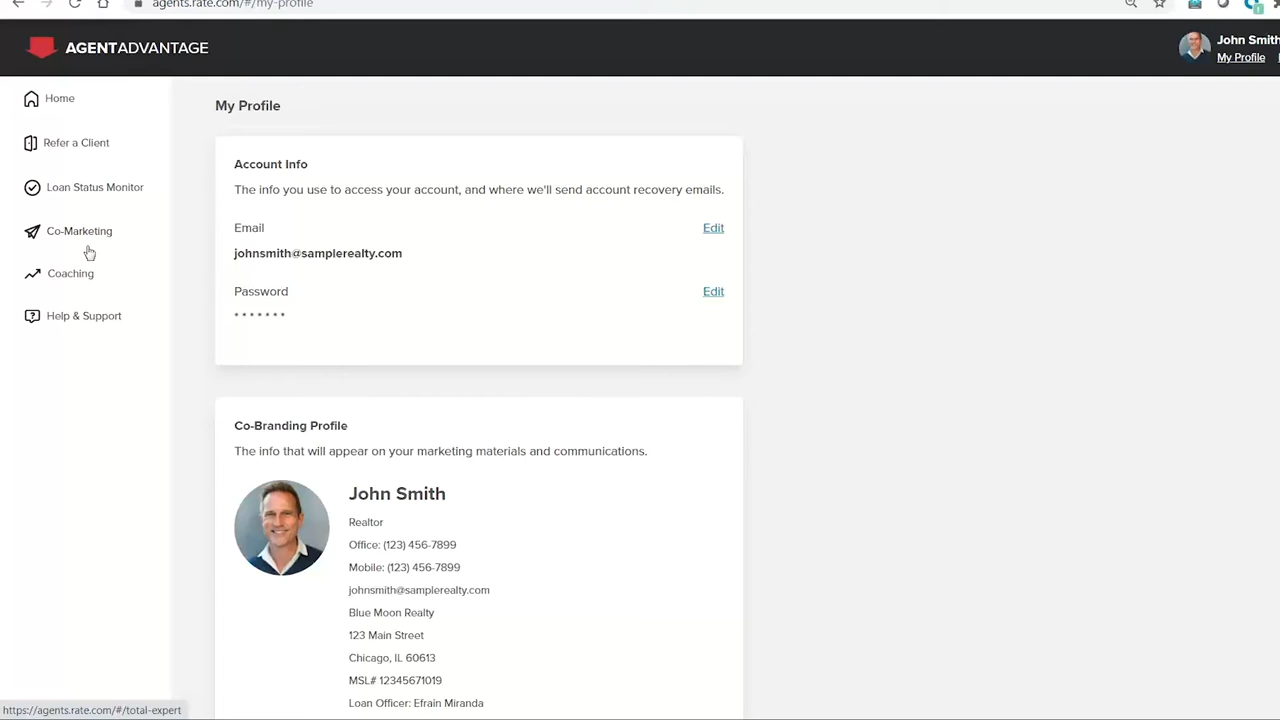 agents.rate.com/#/my-profile
AGENTADVANTAGE
John Smith
My Profile
Home
Refer a Client
Loan Status Monitor
Co-Marketing
Coaching
Help & Support
My Profile
Account Info
The info you use to access your account, and where we'll send account recovery emails.
Email Edit
johnsmith@samplerealty.com
Password Edit
• • • • • • •
Co-Branding Profile
The info that will appear on your marketing materials and communications.
John Smith
Realtor
Office: (123) 456-7899
Mobile: (123) 456-7899
johnsmith@samplerealty.com
Blue Moon Realty
123 Main Street
Chicago, IL 60613
MSL# 12345671019
Loan Officer: Efrain Miranda
https://agents.rate.com/#/total-expert